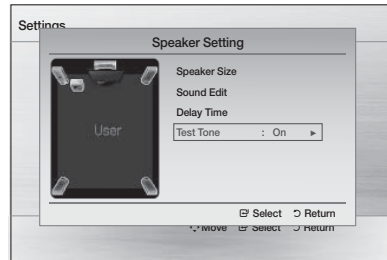 Settings
Speaker Setting
Speaker Size
Sound Edit
Delay Time
Test Tone : On ►
User
Select Return
Move Select Return